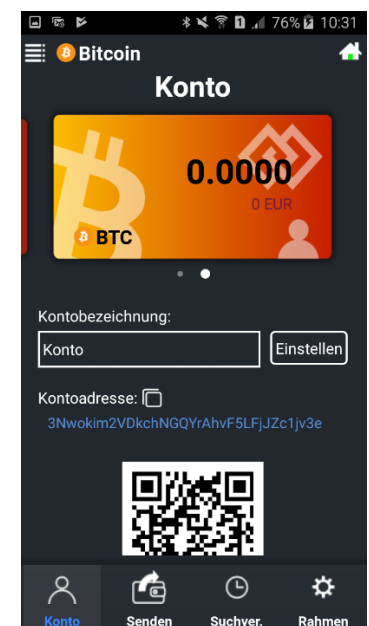 76% 10:31
Bitcoin
Konto
0.0000
0 EUR
BTC
Kontobezeichnung:
Konto
Einstellen
Kontoadresse:
3Nwokim2VDkchNGQYrAhvF5LFjJZc1jv3e
Konto Senden Suchver. Rahmen